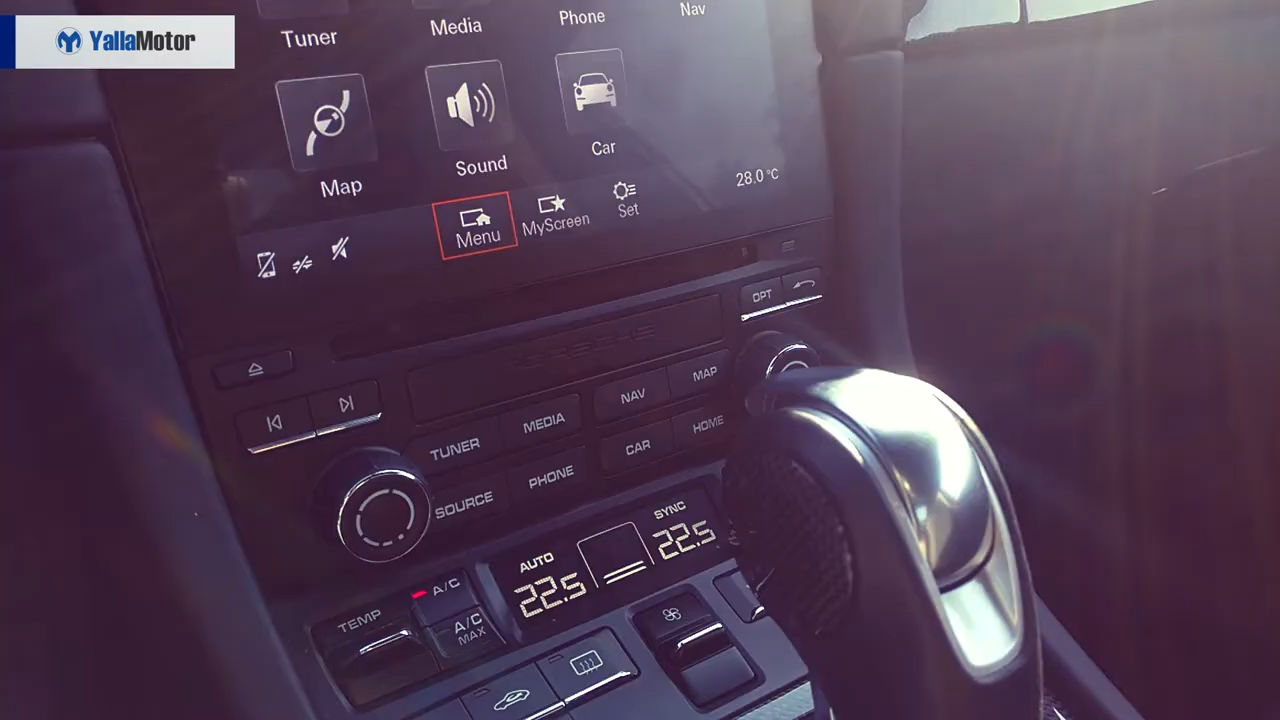 YallaMotor
Tuner
Media
Phone
Nav
Map
Sound
Car
28.0 °C
Menu
MyScreen
Set
OPT
PORSCHE
TUNER
MEDIA
NAV
MAP
SOURCE
PHONE
CAR
HOME
AUTO
22.5
SYNC
22.5
TEMP
A/C
A/C
MAX